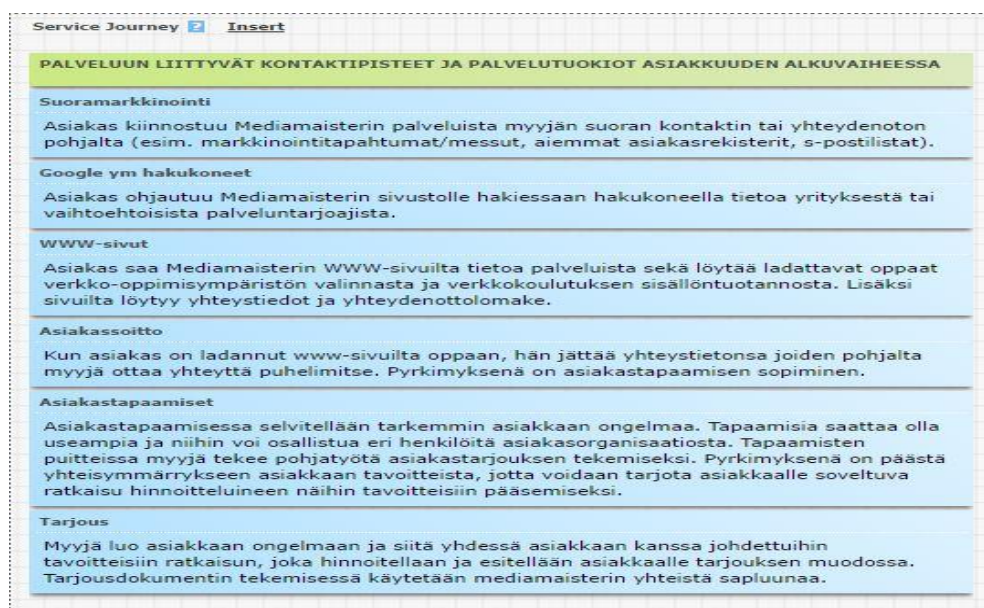 Service Journey ? Insert
PALVELUUN LIITTYVÄT KONTAKTIPISTEET JA PALVELUTUOKIOT ASIAKKUUDEN ALKUVAIHEESSA
Suoramarkkinointi
Asiakas kiinnostuu Mediamaisterin palveluista myyjän suoran kontaktin tai yhteydenoton
pohjalta (esim. markkinointitapahtumat/messut, aiemmat asiakasrekisterit, s-postilistat).
Google ym hakukoneet
Asiakas ohjautuu Mediamaisterin sivustolle hakiessaan hakukoneella tietoa yrityksestä tai
vaihtoehtoisista palveluntarjoajista.
WWW-sivut
Asiakas saa Mediamaisterin WWW-sivuilta tietoa palveluista sekä löytää ladattavat oppaat
verkko-oppimisympäristön valinnasta ja verkkokoulutuksen sisällöntuotannosta. Lisäksi
sivuilta löytyy yhteystiedot ja yhteydenottolomake.
Asiakassoitto
Kun asiakas on ladannut www-sivuilta oppaan, hän jättää yhteystietonsa joiden pohjalta
myyjä ottaa yhteyttä puhelimitse. Pyrkimyksenä on asiakastapaamisen sopiminen.
Asiakastapaamiset
Asiakastapaamisessa selvitellään tarkemmin asiakkaan ongelmaa. Tapaamisia saattaa olla
useampia ja niihin voi osallistua eri henkilöitä asiakasorganisaatiosta. Tapaamisten
puitteissa myyjä tekee pohjatyötä asiakastarjouksen tekemiseksi. Pyrkimyksenä on päästä
yhteisymmärrykseen asiakkaan tavoitteista, jotta voidaan tarjota asiakkaalle soveltuva
ratkaisu hinnoitteluineen näihin tavoitteisiin pääsemiseksi.
Tarjous
Myyjä luo asiakkaan ongelmaan ja siitä yhdessä asiakkaan kanssa johdettuihin
tavoitteisiin ratkaisun, joka hinnoitellaan ja esitellään asiakkaalle tarjouksen muodossa.
Tarjousdokumentin tekemisessä käytetään mediamaisterin yhteistä sapluunaa.